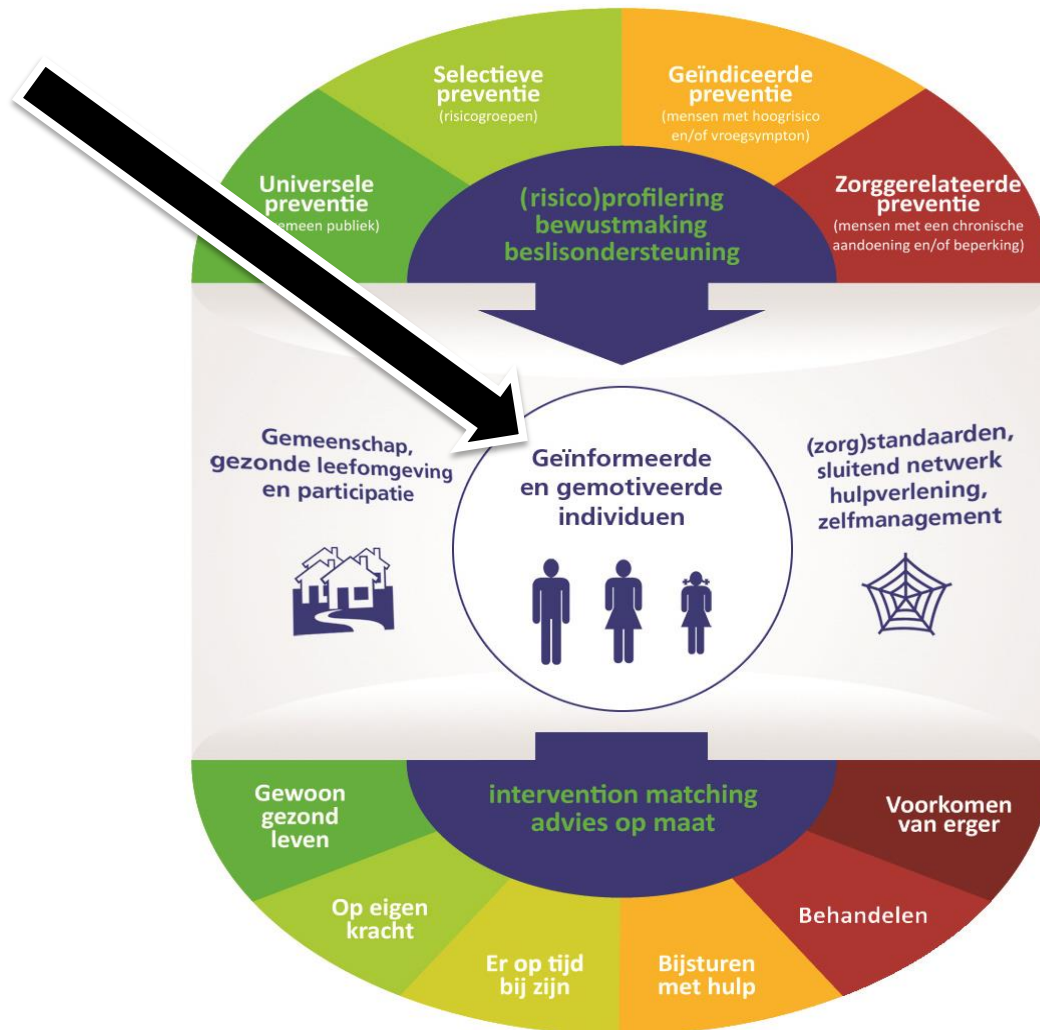 Selectieve
preventie
(risicogroepen)
Geïndiceerde
preventie
(mensen met hoogrisico
en/of vroegsympton)
Universele
preventie
publiek)
Zorggerelateerde
preventie
(mensen met een chronische
aandoening en/of beperking)
(risico)profilering
bewustmaking
beslisondersteuning
Gemeenschap,
gezonde leefomgeving
en participatie
Geïnformeerde
en gemotiveerde
individuen
(zorg)standaarden,
sluitend netwerk
hulpverlening,
zelfmanagement
intervention matching
advies op maat
Gewoon
gezond
leven
Op eigen
kracht
Er op tijd
bij zijn
Bijsturen
met hulp
Behandelen
Voorkomen
van erger